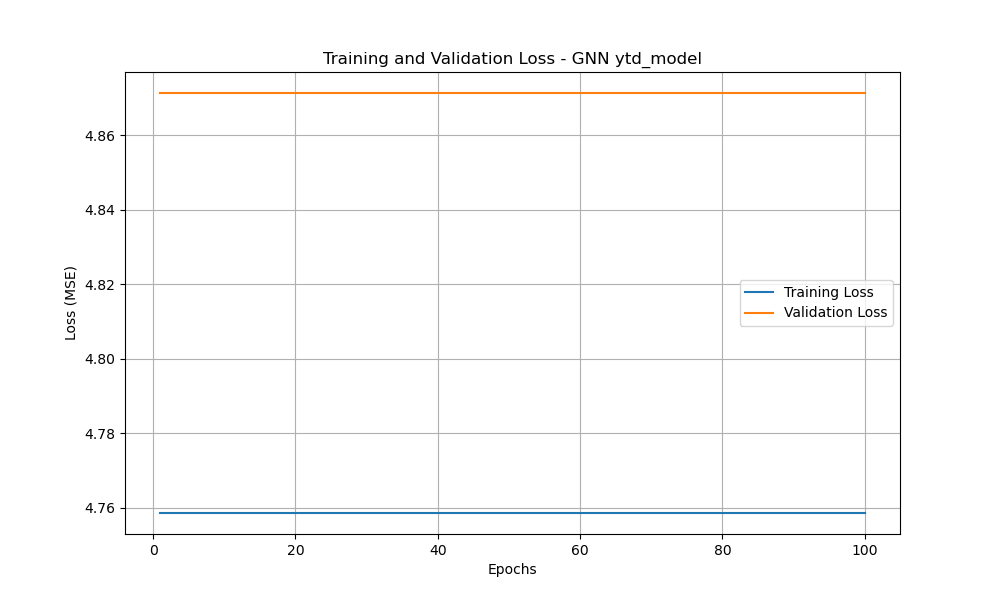 Training and Validation Loss - GNN ytd_model
Loss (MSE)
4.86
4.84
4.82
4.80
4.78
4.76
Training Loss
Validation Loss
0 20 40 60 80 100
Epochs